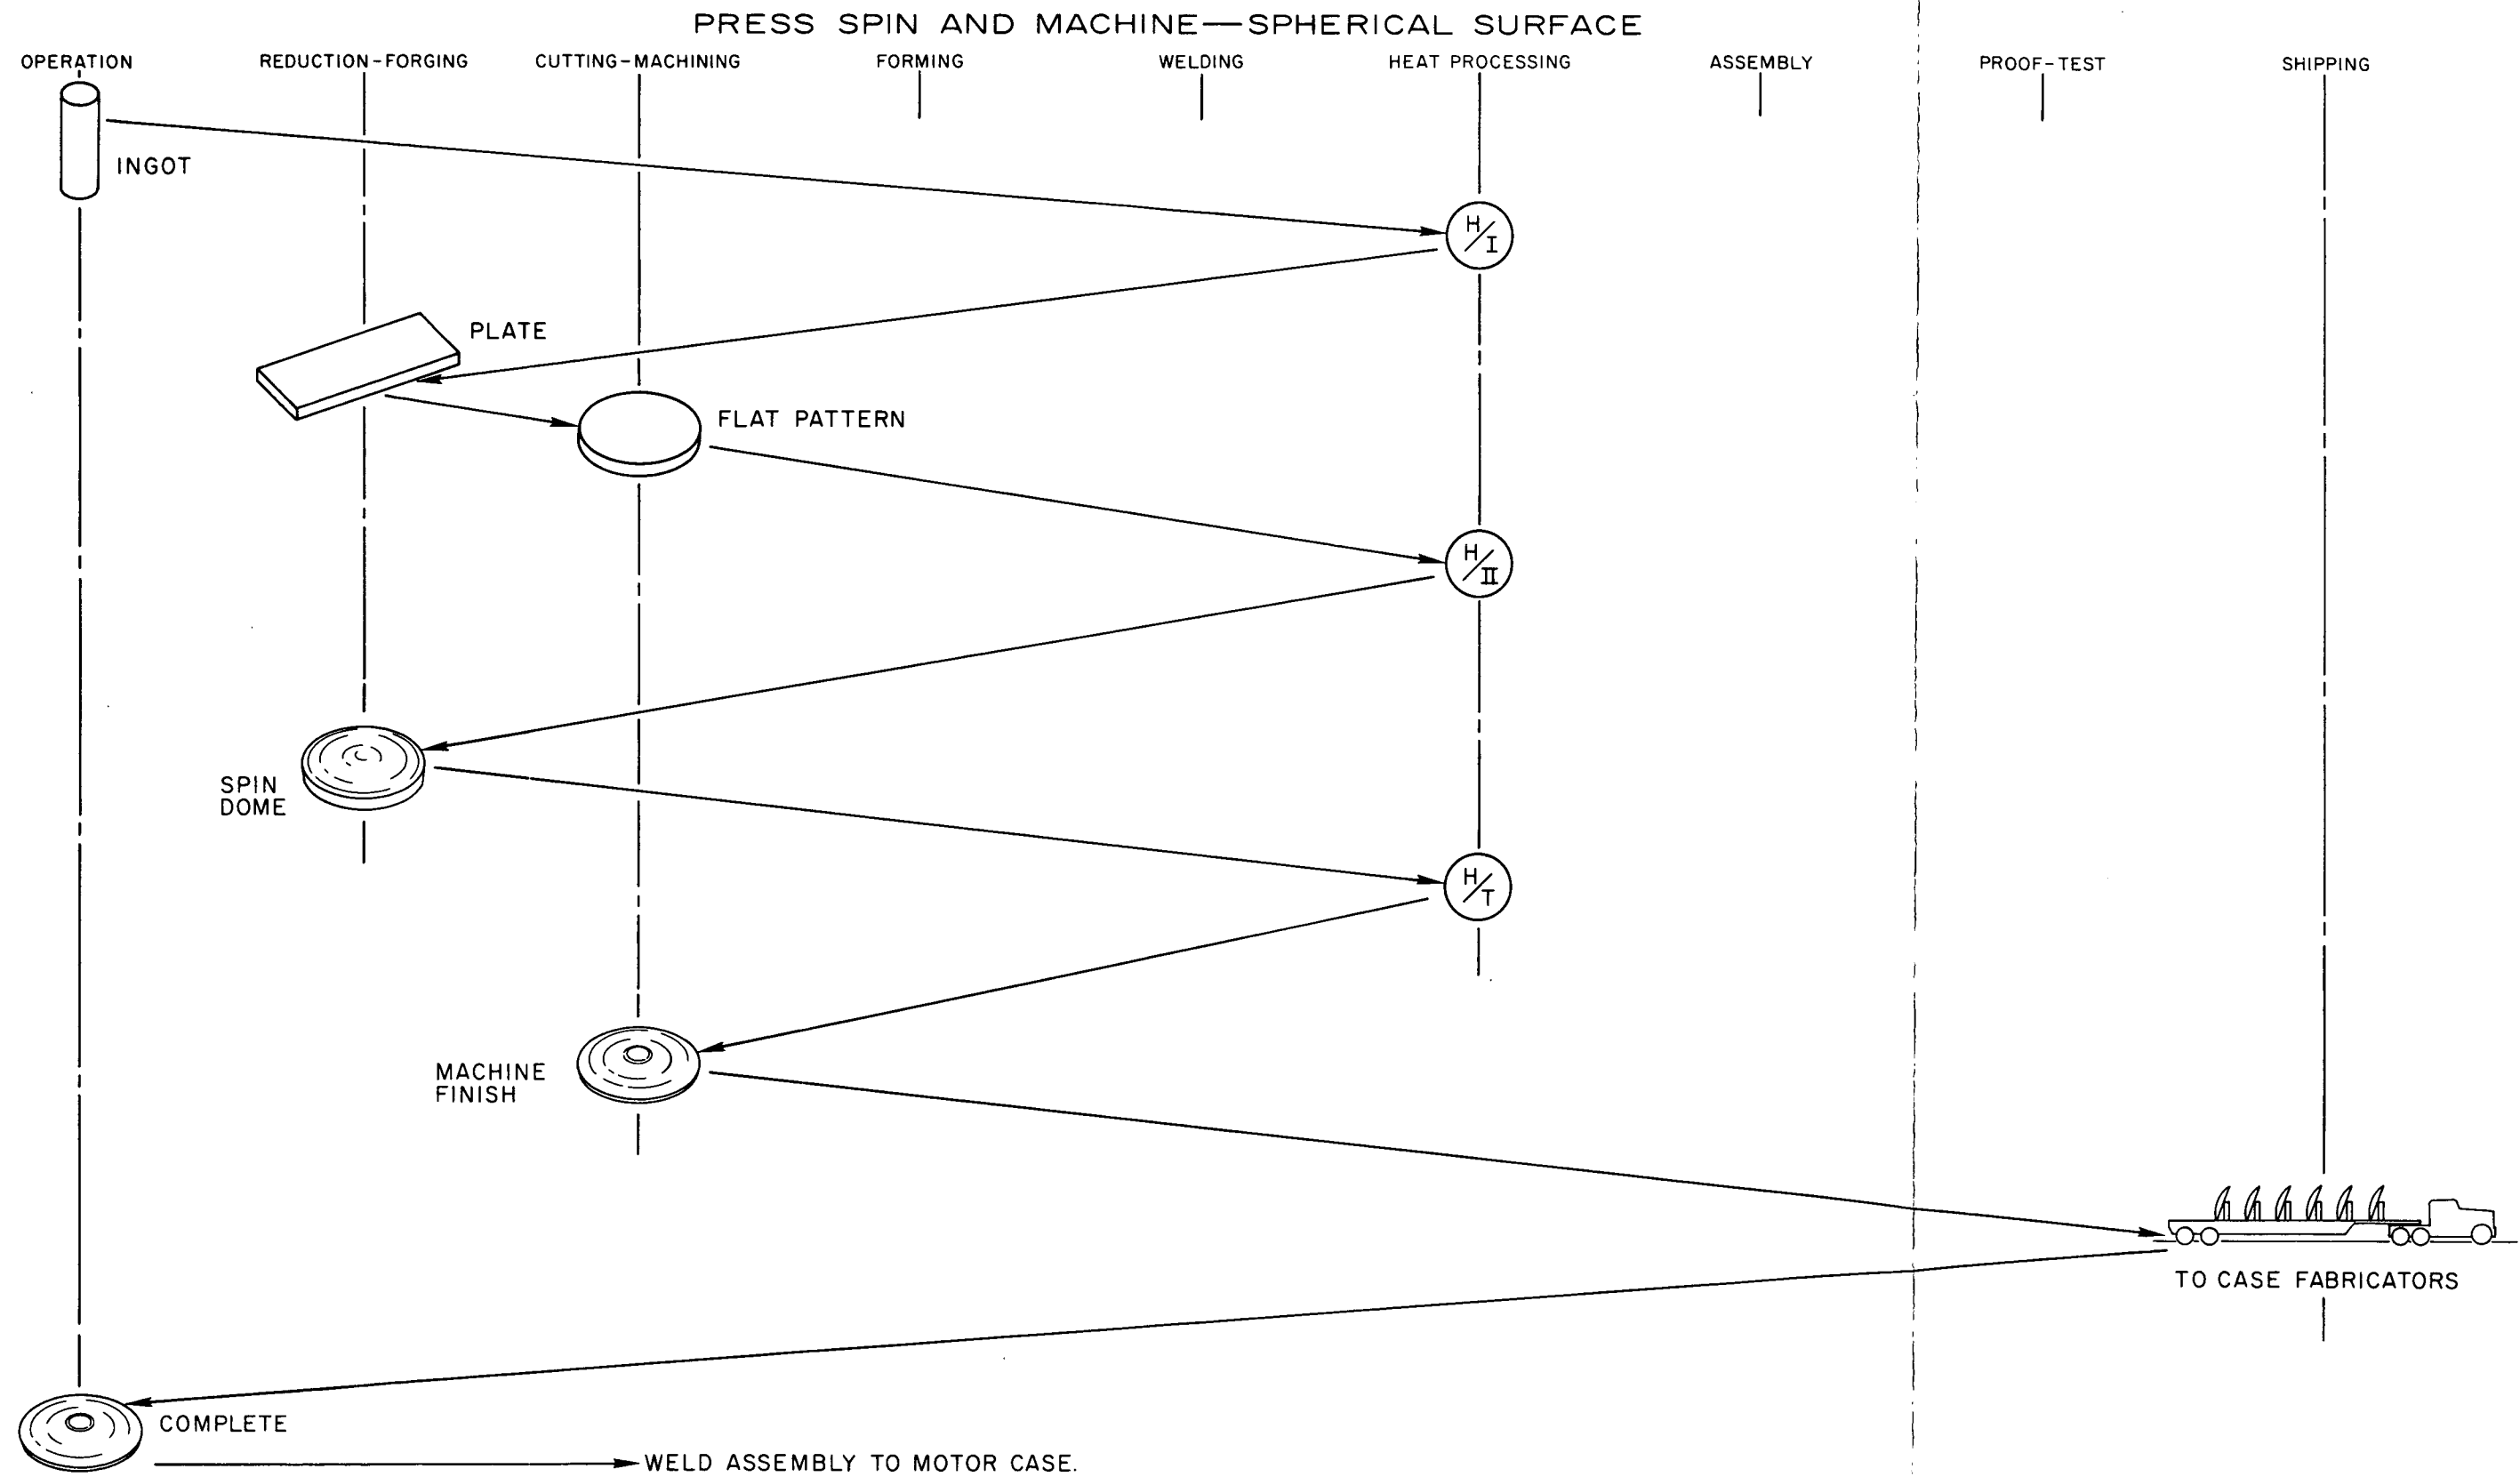 PRESS SPIN AND MACHINE—SPHERICAL SURFACE
OPERATION
REDUCTION-FORGING
CUTTING-MACHINING
FORMING
WELDING
HEAT PROCESSING
ASSEMBLY
PROOF-TEST
SHIPPING
INGOT
H/I
PLATE
FLAT PATTERN
H/II
SPIN
DOME
H/T
MACHINE
FINISH
TO CASE FABRICATORS
COMPLETE
WELD ASSEMBLY TO MOTOR CASE.